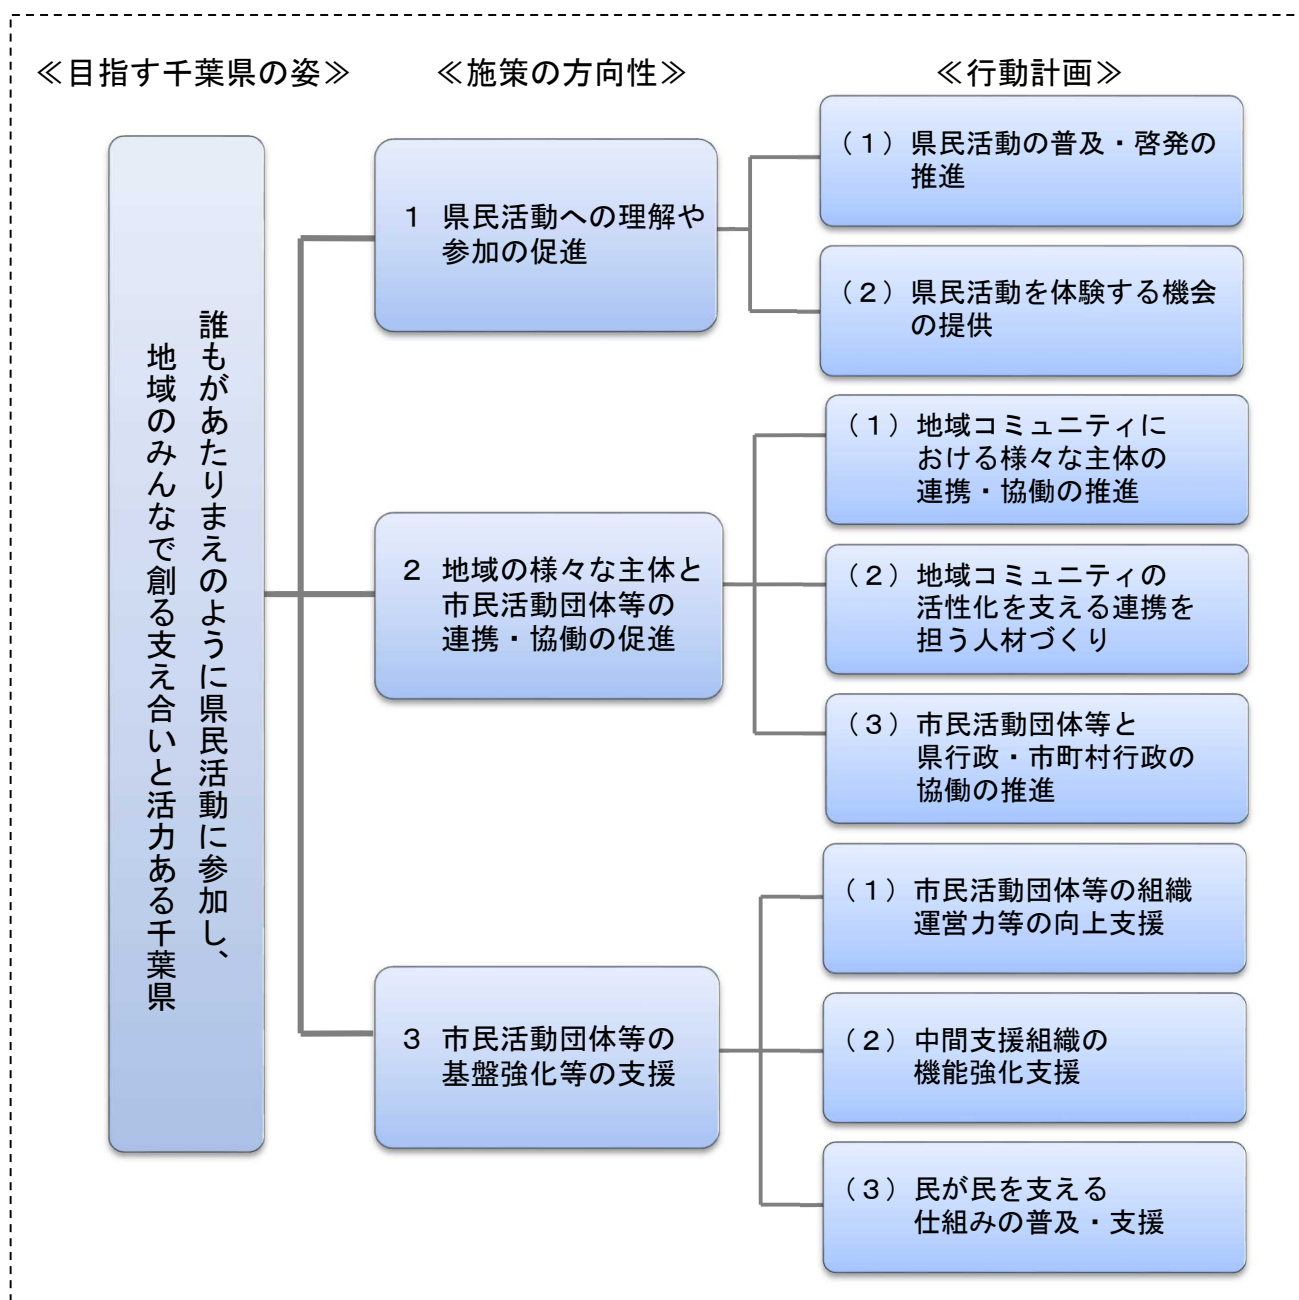 ≪目指す千葉県の姿≫
≪施策の方向性≫
≪行動計画≫
誰もがあたりまえのように県民活動に参加し、
地域のみんなで創る支え合いと活力ある千葉県
1 県民活動への理解や
参加の促進
(1)県民活動の普及・啓発の
推進
(2)県民活動を体験する機会
の提供
2 地域の様々な主体と
市民活動団体等の
連携・協働の促進
(1)地域コミュニティに
おける様々な主体の
連携・協働の推進
(2)地域コミュニティの
活性化を支える連携を
担う人材づくり
(3)市民活動団体等と
県行政・市町村行政の
協働の推進
3 市民活動団体等の
基盤強化等の支援
(1)市民活動団体等の組織
運営力等の向上支援
(2)中間支援組織の
機能強化支援
(3)民が民を支える
仕組みの普及・支援